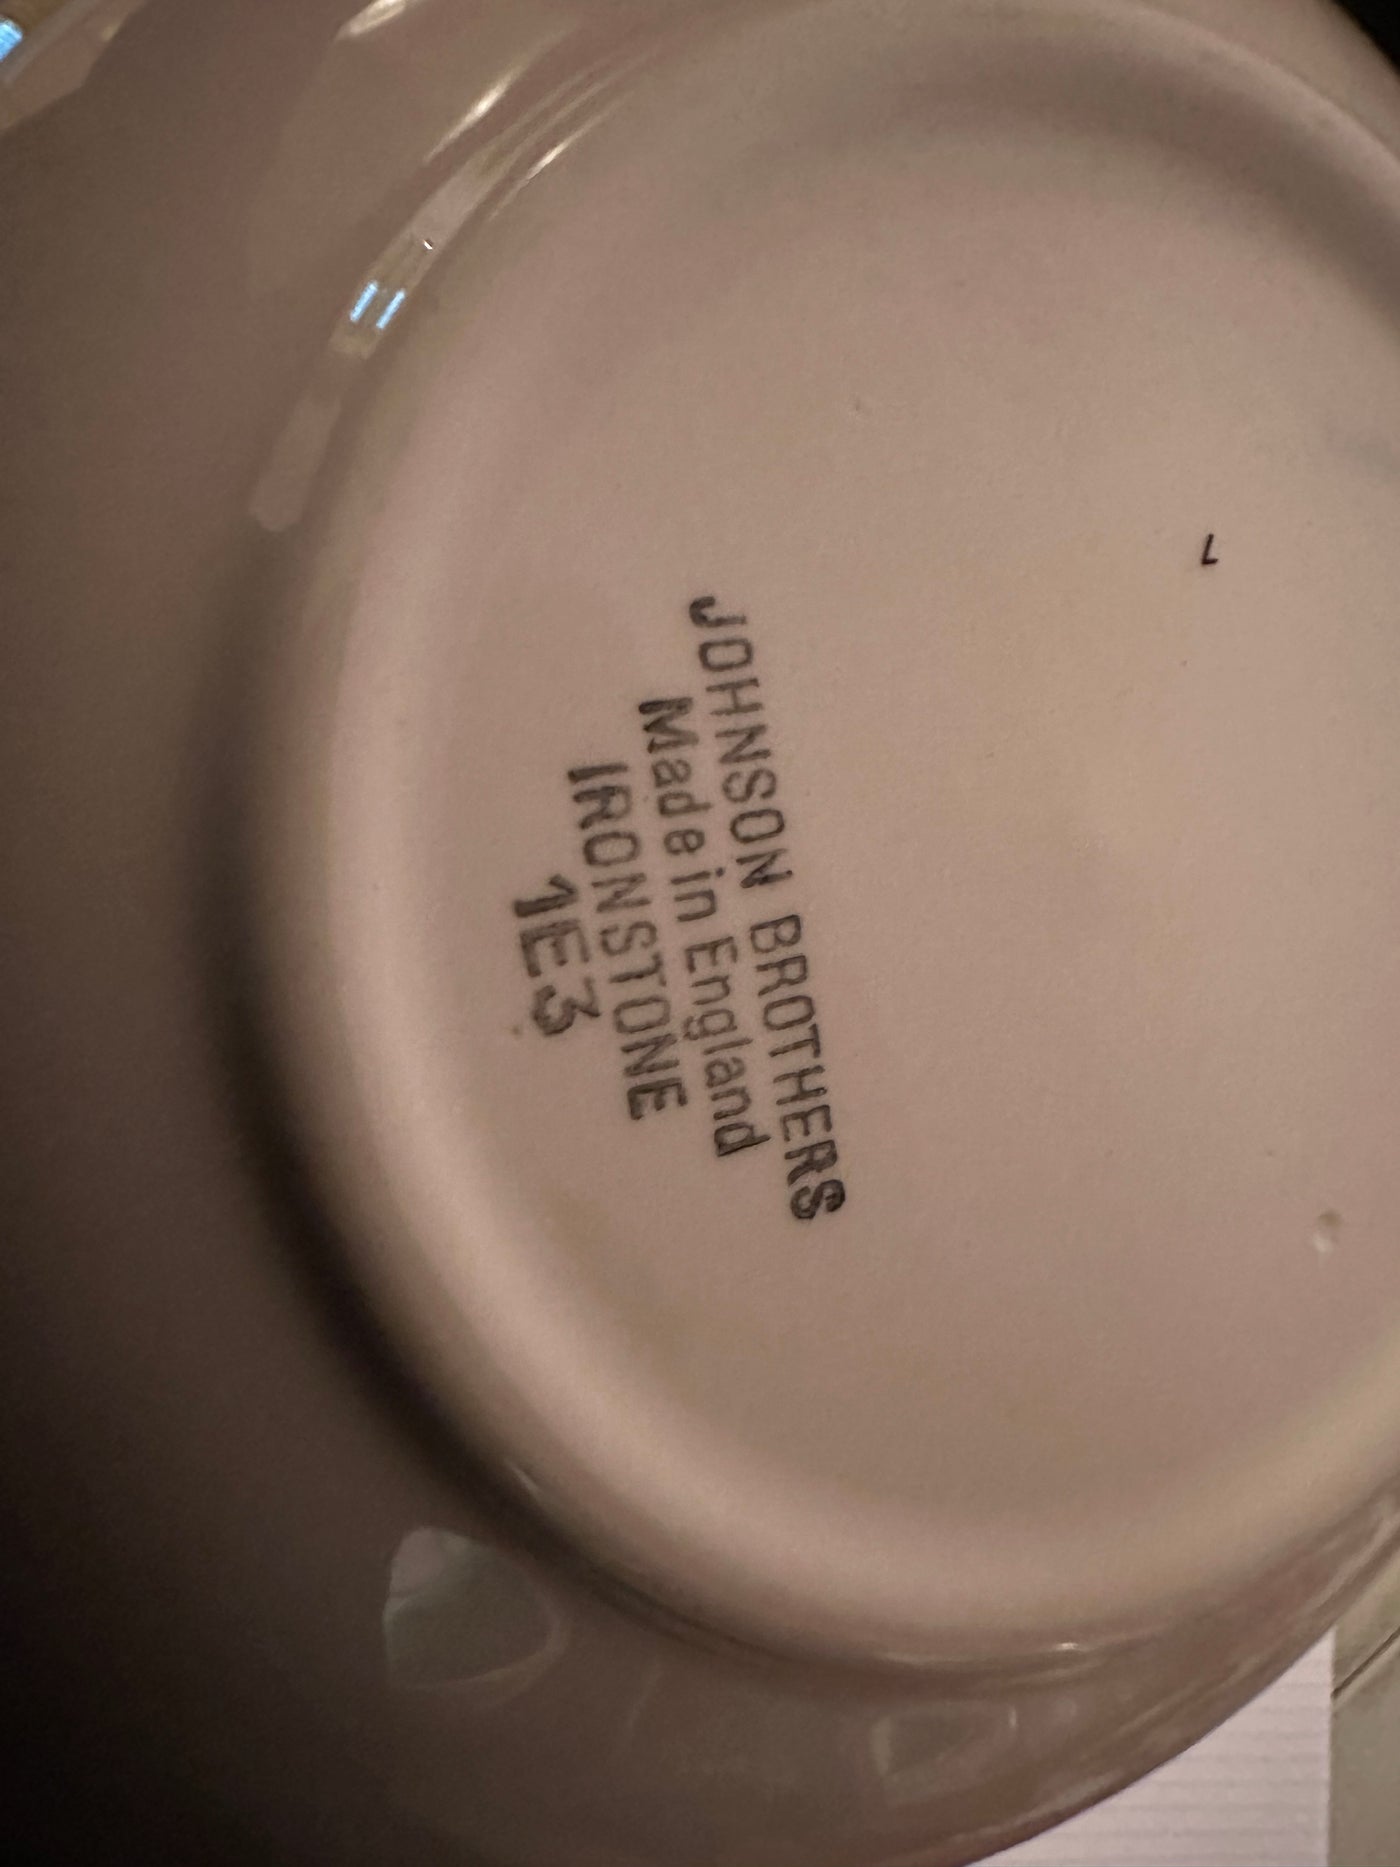 JOHNSON BROTHERS
Made in England
IRONSTONE
1E3
L